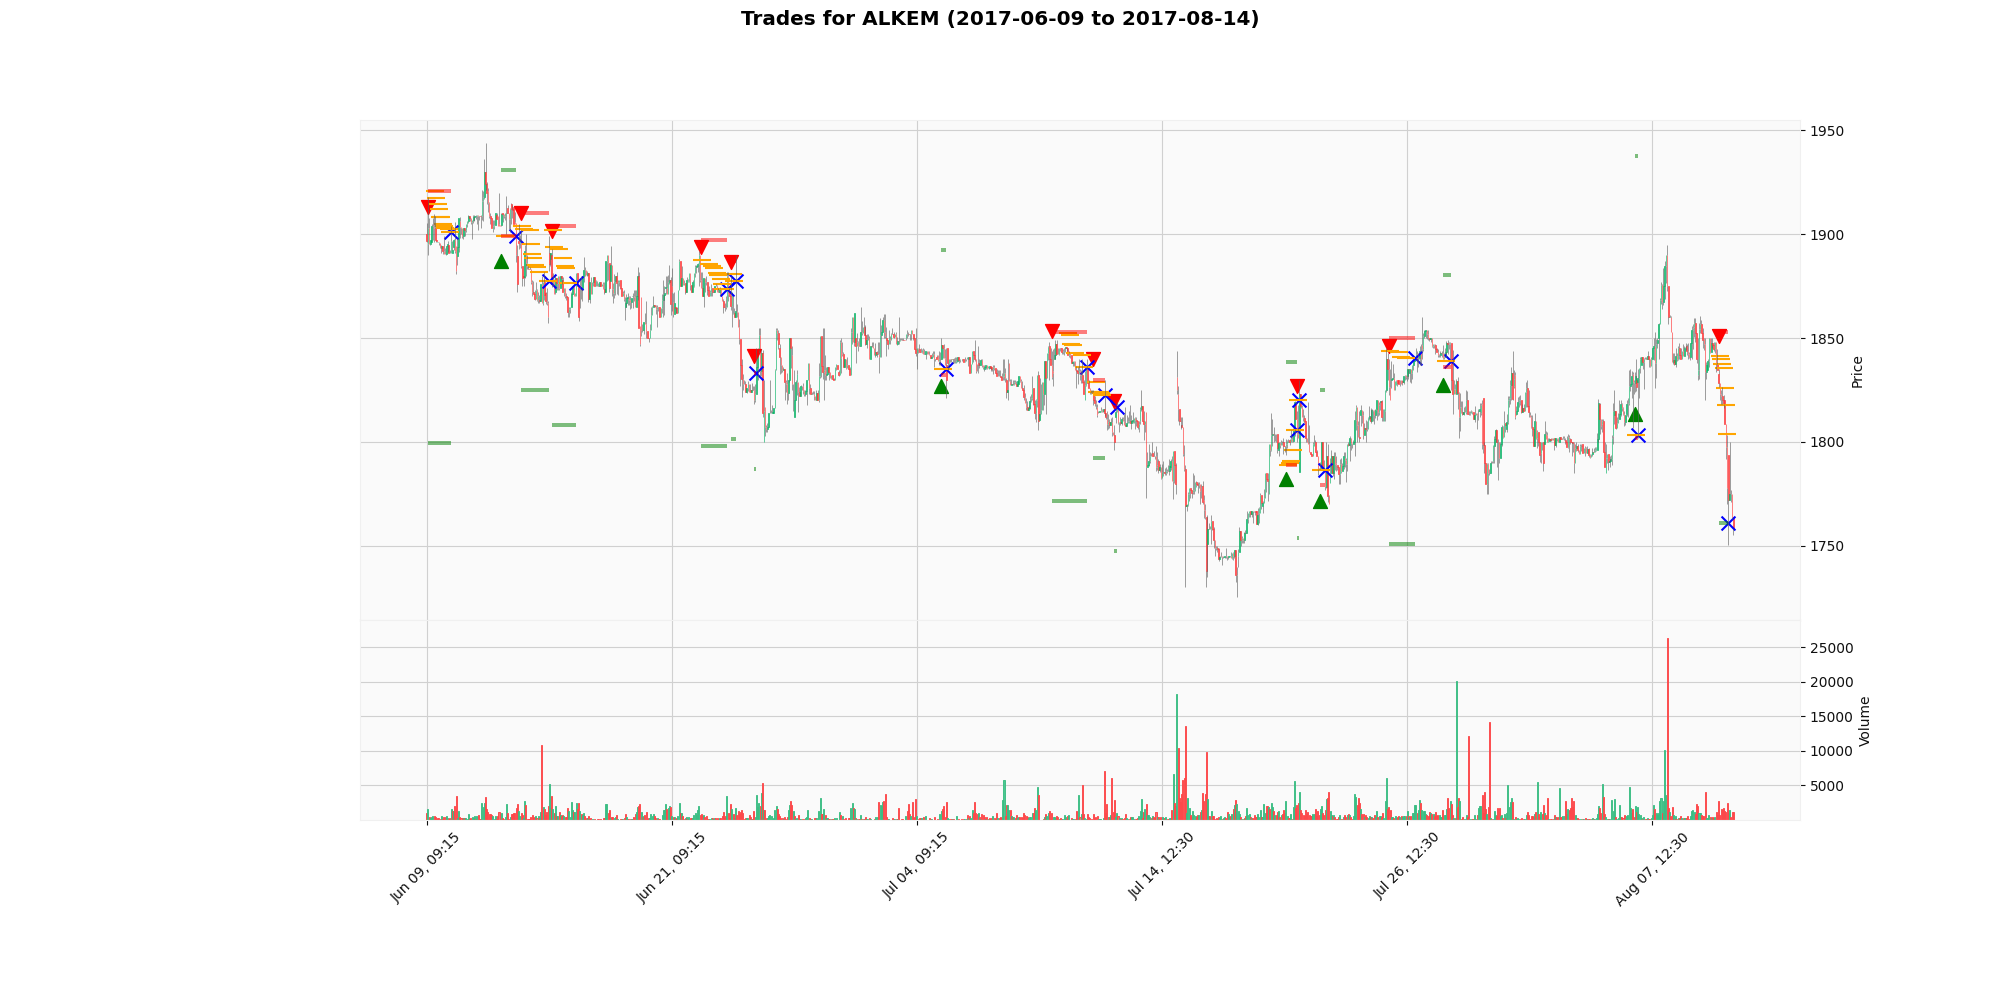 Trades for ALKEM (2017-06-09 to 2017-08-14)
1950
1900
1850
1800
1750
Price
25000
20000
15000
10000
5000
Volume
Jun 09, 09:15
Jun 21, 09:15
Jul 04, 09:15
Jul 14, 12:30
Jul 26, 12:30
Aug 07, 12:30